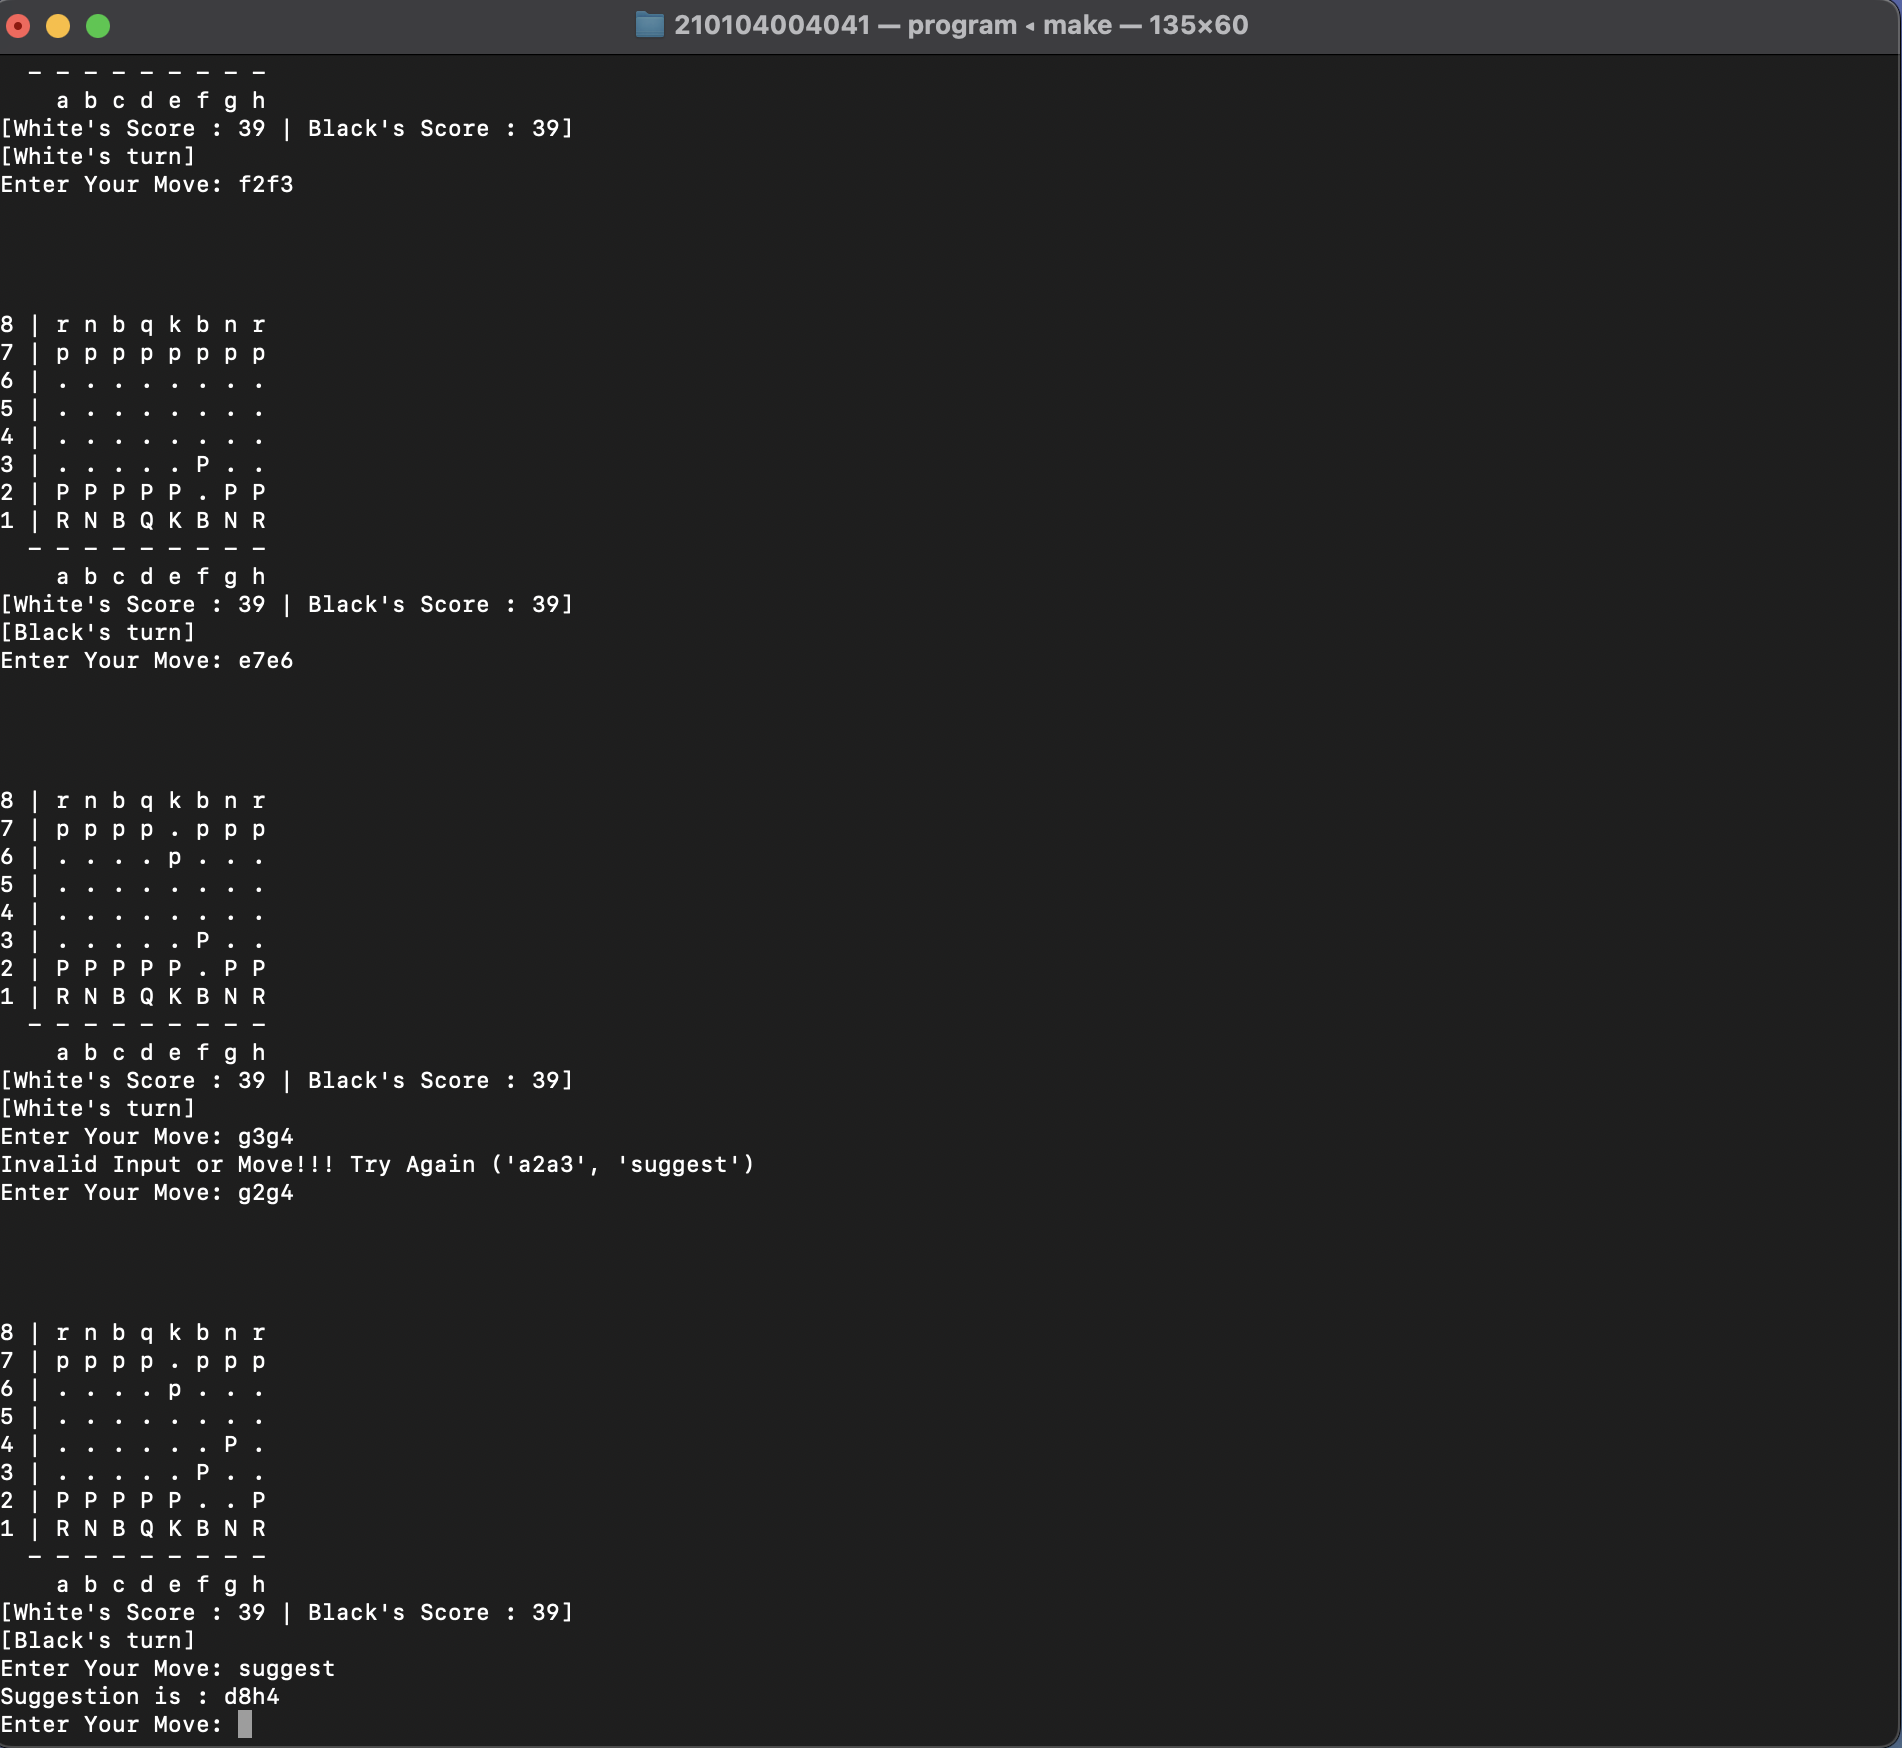 210104004041 — program ◂ make — 135×60
  - - - - - - - - -
    a b c d e f g h
[White's Score : 39 | Black's Score : 39]
[White's turn]
Enter Your Move: f2f3
8 | r n b q k b n r
7 | p p p p p p p p
6 | . . . . . . . .
5 | . . . . . . . .
4 | . . . . . . . .
3 | . . . . . P . .
2 | P P P P P . P P
1 | R N B Q K B N R
  - - - - - - - - -
    a b c d e f g h
[White's Score : 39 | Black's Score : 39]
[Black's turn]
Enter Your Move: e7e6
8 | r n b q k b n r
7 | p p p p . p p p
6 | . . . . p . . .
5 | . . . . . . . .
4 | . . . . . . . .
3 | . . . . . P . .
2 | P P P P P . P P
1 | R N B Q K B N R
  - - - - - - - - -
    a b c d e f g h
[White's Score : 39 | Black's Score : 39]
[White's turn]
Enter Your Move: g3g4
Invalid Input or Move!!! Try Again ('a2a3', 'suggest')
Enter Your Move: g2g4
8 | r n b q k b n r
7 | p p p p . p p p
6 | . . . . p . . .
5 | . . . . . . . .
4 | . . . . . . P .
3 | . . . . . P . .
2 | P P P P P . . P
1 | R N B Q K B N R
  - - - - - - - - -
    a b c d e f g h
[White's Score : 39 | Black's Score : 39]
[Black's turn]
Enter Your Move: suggest
Suggestion is : d8h4
Enter Your Move: